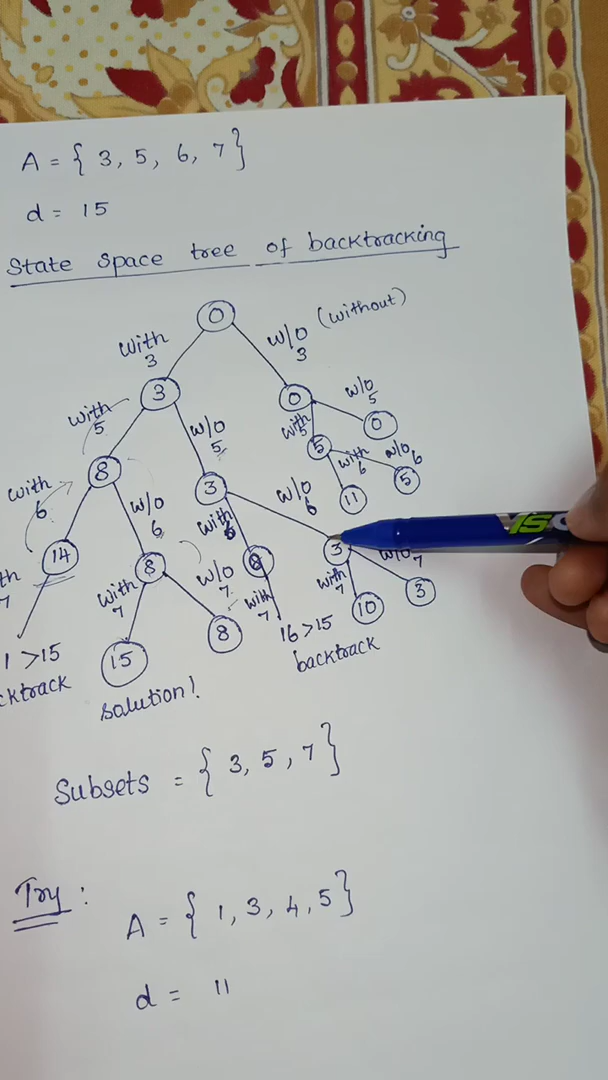 A = { 3, 5, 6, 7 }
d = 15
State space tree of backtracking
0
with 3
w/o 3
(without)
3
0
w/o 5
with 5
w/o 5
with 5
0
8
3
5
with 6
w/o 6
with 6
w/o 6
with 6
w/o 6
11
5
14
8
3
w/o 7
with 7
w/o 7
with 7
with 7
10
3
15
8
1 > 15
cktrack
16 > 15
backtrack
solution!
Subsets = { 3, 5, 7 }
Try :
A = { 1, 3, 4, 5 }
d = 11